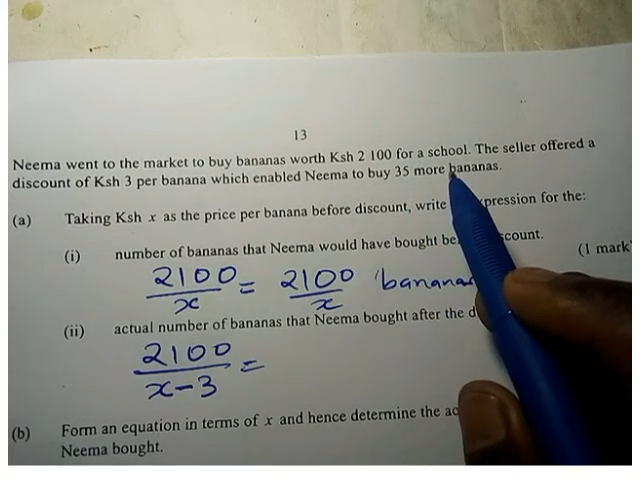 13
Neema went to the market to buy bananas worth Ksh 2 100 for a school. The seller offered a
discount of Ksh 3 per banana which enabled Neema to buy 35 more bananas.
(a) Taking Ksh x as the price per banana before discount, write expression for the:
(i) number of bananas that Neema would have bought
(1 mark
2100/x = 2100/x bananas
(ii) actual number of bananas that Neema bought after the
2100/x-3 =
(b) Form an equation in terms of x and hence determine the
Neema bought.